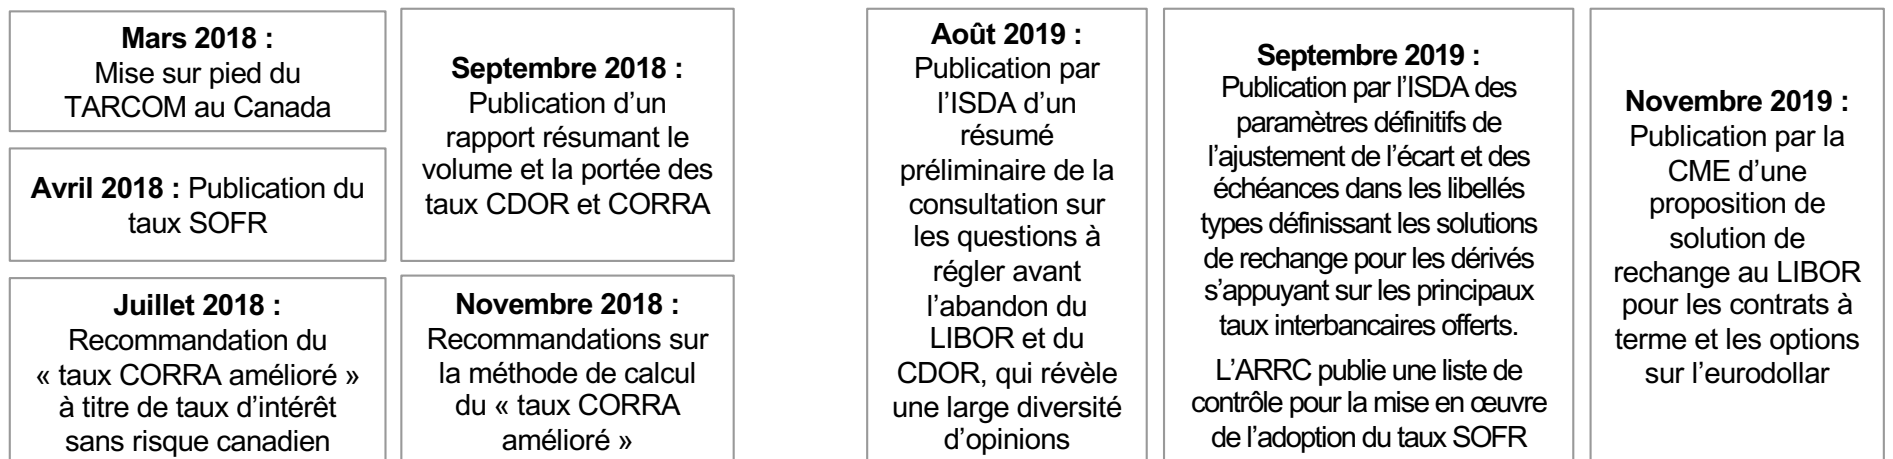 Mars 2018 :
Mise sur pied du
TARCOM au Canada
Avril 2018 : Publication du
taux SOFR
Juillet 2018 :
Recommandation du
« taux CORRA amélioré »
à titre de taux d’intérêt
sans risque canadien
Septembre 2018 :
Publication d’un
rapport résumant le
volume et la portée des
taux CDOR et CORRA
Novembre 2018 :
Recommandations sur
la méthode de calcul
du « taux CORRA
amélioré »
Août 2019 :
Publication par
l’ISDA d’un
résumé
préliminaire de la
consultation sur
les questions à
régler avant
l’abandon du
LIBOR et du
CDOR, qui révèle
une large diversité
d’opinions
Septembre 2019 :
Publication par l’ISDA des
paramètres définitifs de
l’ajustement de l’écart et des
échéances dans les libellés
types définissant les solutions
de rechange pour les dérivés
s’appuyant sur les principaux
taux interbancaires offerts.
L’ARRC publie une liste de
contrôle pour la mise en œuvre
de l’adoption du taux SOFR
Novembre 2019 :
Publication par la
CME d’une
proposition de
solution de
rechange au LIBOR
pour les contrats à
terme et les options
sur l’eurodollar